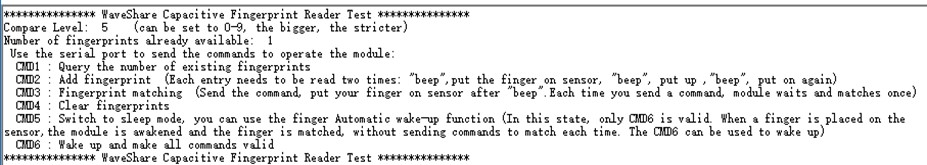 *************** WaveShare Capacitive Fingerprint Reader Test ***************
Compare Level:  5    (can be set to 0-9, the bigger, the stricter)
Number of fingerprints already available:  1
 Use the serial port to send the commands to operate the module:
  CMD1 : Query the number of existing fingerprints
  CMD2 : Add fingerprint  (Each entry needs to be read two times: "beep",put the finger on sensor, "beep", put up ,"beep", put on again)
  CMD3 : Fingerprint matching  (Send the command, put your finger on sensor after "beep".Each time you send a command, module waits and matches once)
  CMD4 : Clear fingerprints
  CMD5 : Switch to sleep mode, you can use the finger Automatic wake-up function (In this state, only CMD6 is valid. When a finger is placed on the
sensor,the module is awakened and the finger is matched, without sending commands to match each time. The CMD6 can be used to wake up)
  CMD6 : Wake up and make all commands valid
*************** WaveShare Capacitive Fingerprint Reader Test ***************